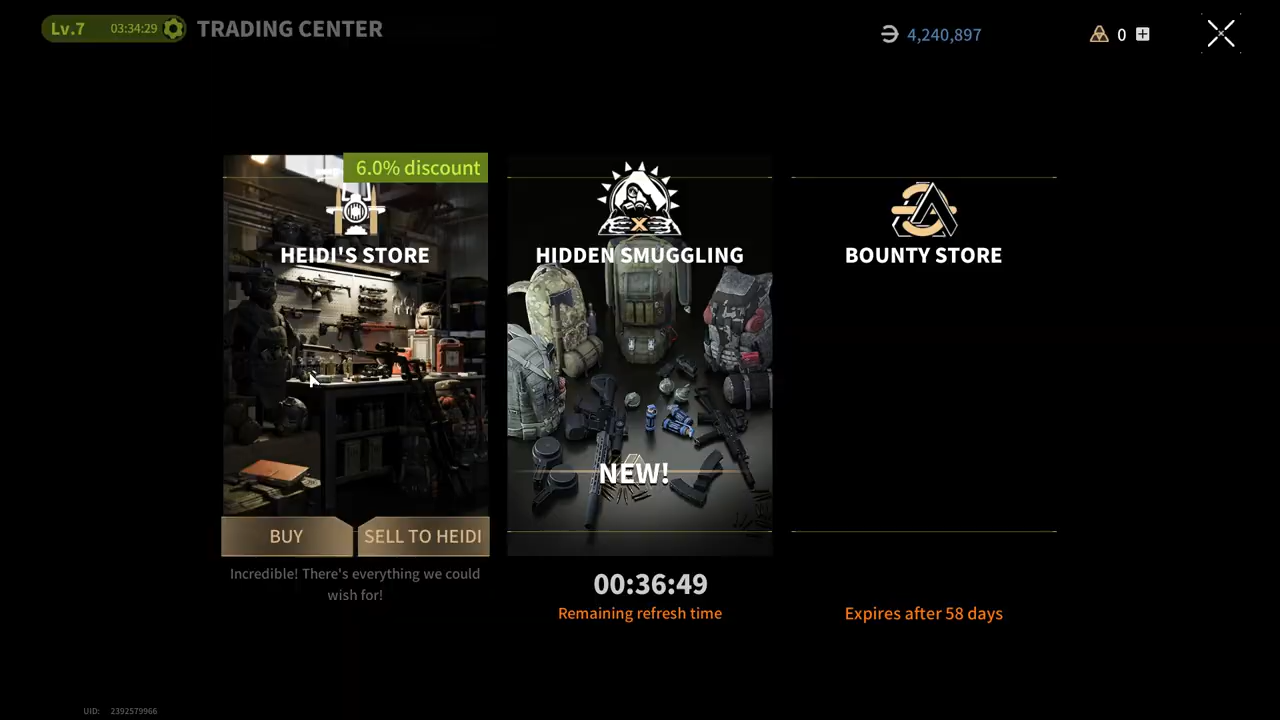 Lv.7 03:34:29 TRADING CENTER 4,240,897 0
6.0% discount
HEIDI'S STORE
BUY
SELL TO HEIDI
Incredible! There's everything we could
wish for!
HIDDEN SMUGGLING
NEW!
00:36:49
Remaining refresh time
BOUNTY STORE
Expires after 58 days
UID: 2392579966